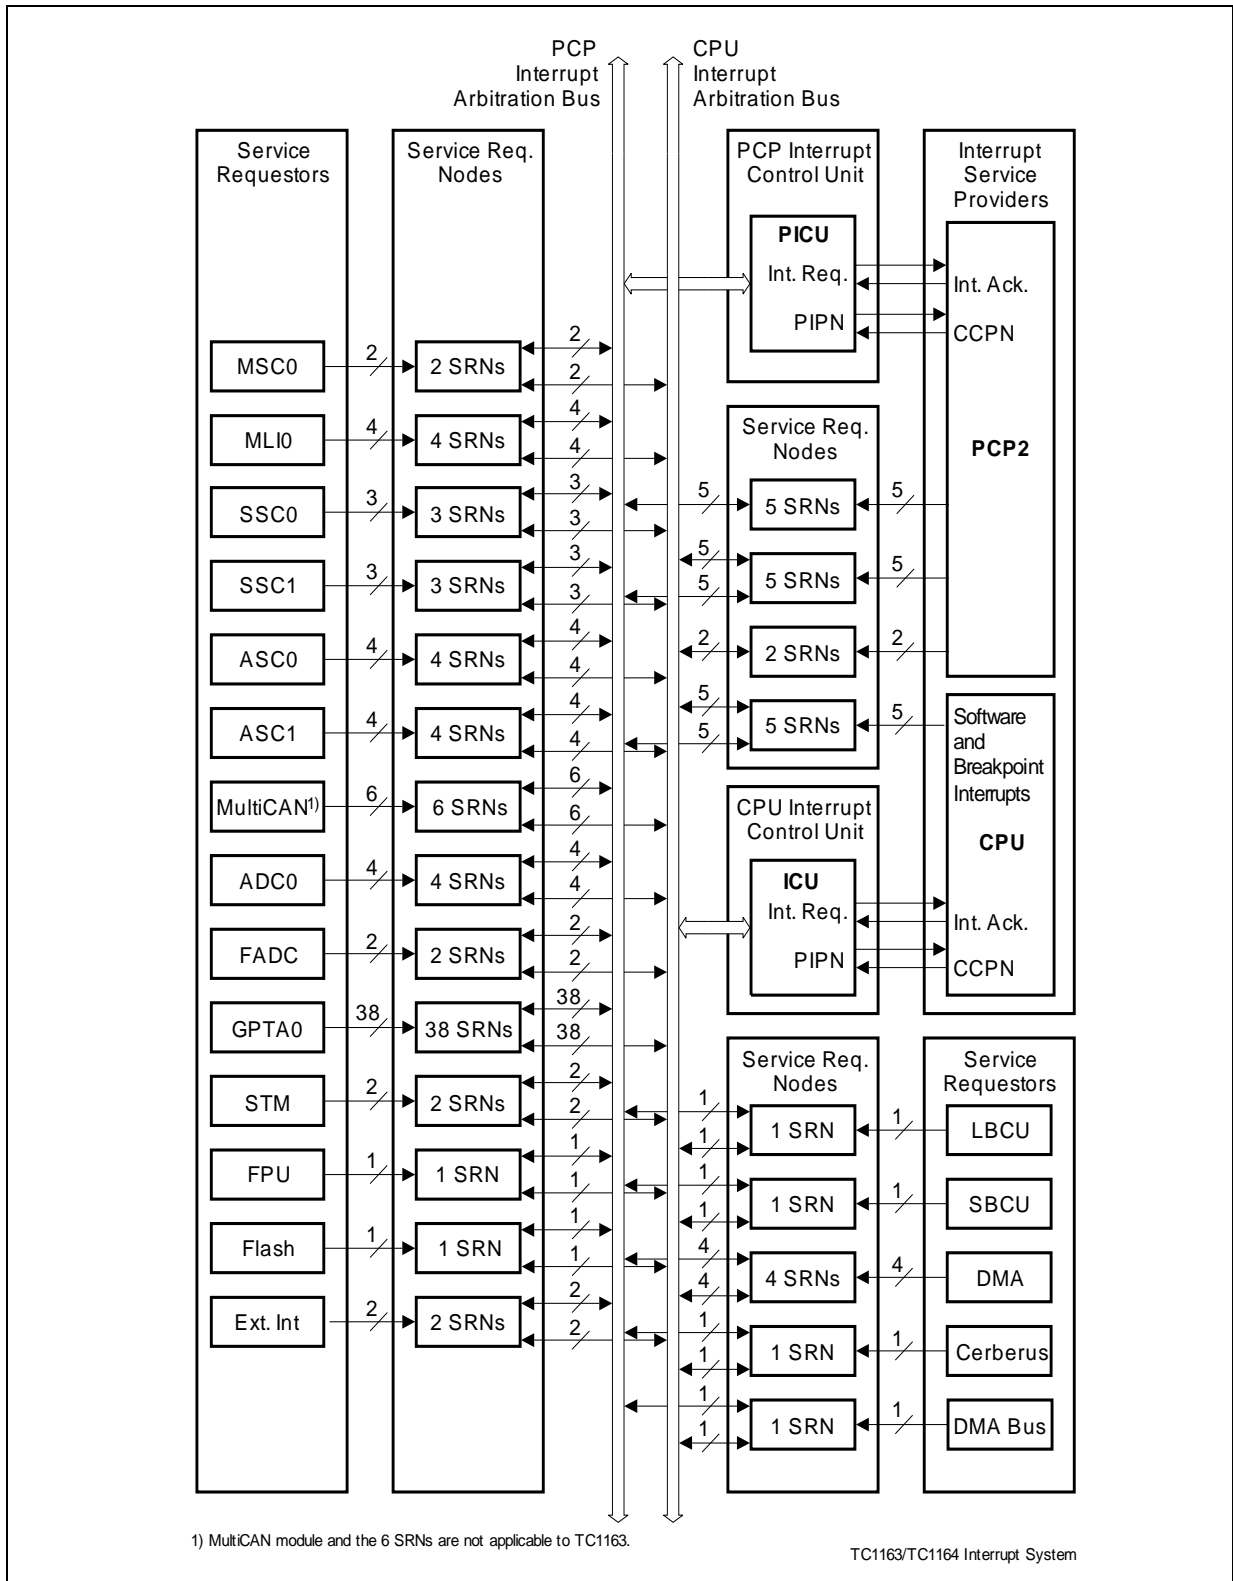 PCP
Interrupt
Arbitration Bus
CPU
Interrupt
Arbitration Bus
Service
Requestors
Service Req.
Nodes
PCP Interrupt
Control Unit
Interrupt
Service
Providers
PICU
Int. Req.
PIPN
Int. Ack.
CCPN
PCP2
MSC0
2
2 SRNs
2
2
MLI0
4
4 SRNs
4
4
SSC0
3
3 SRNs
3
3
SSC1
3
3 SRNs
3
3
ASC0
4
4 SRNs
4
4
ASC1
4
4 SRNs
4
4
MultiCAN1)
6
6 SRNs
6
6
ADC0
4
4 SRNs
4
4
FADC
2
2 SRNs
2
2
GPTA0
38
38 SRNs
38
38
STM
2
2 SRNs
2
2
FPU
1
1 SRN
1
1
Flash
1
1 SRN
1
1
Ext. Int
2
2 SRNs
2
2
Service Req.
Nodes
5
5 SRNs
5
5
5
5 SRNs
5
2
2 SRNs
2
5
5
5 SRNs
5
Software
and
Breakpoint
Interrupts
CPU
CPU Interrupt
Control Unit
ICU
Int. Req.
PIPN
Int. Ack.
CCPN
Service Req.
Nodes
Service
Requestors
1
1
1 SRN
1
LBCU
1
1
1 SRN
1
SBCU
4
4
4 SRNs
4
DMA
1
1
1 SRN
1
Cerberus
1
1
1 SRN
1
DMA Bus
1) MultiCAN module and the 6 SRNs are not applicable to TC1163.
TC1163/TC1164 Interrupt System